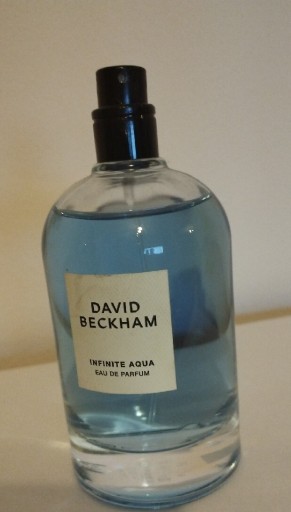 DAVID
BECKHAM
INFINITE AQUA
EAU DE PARFUM